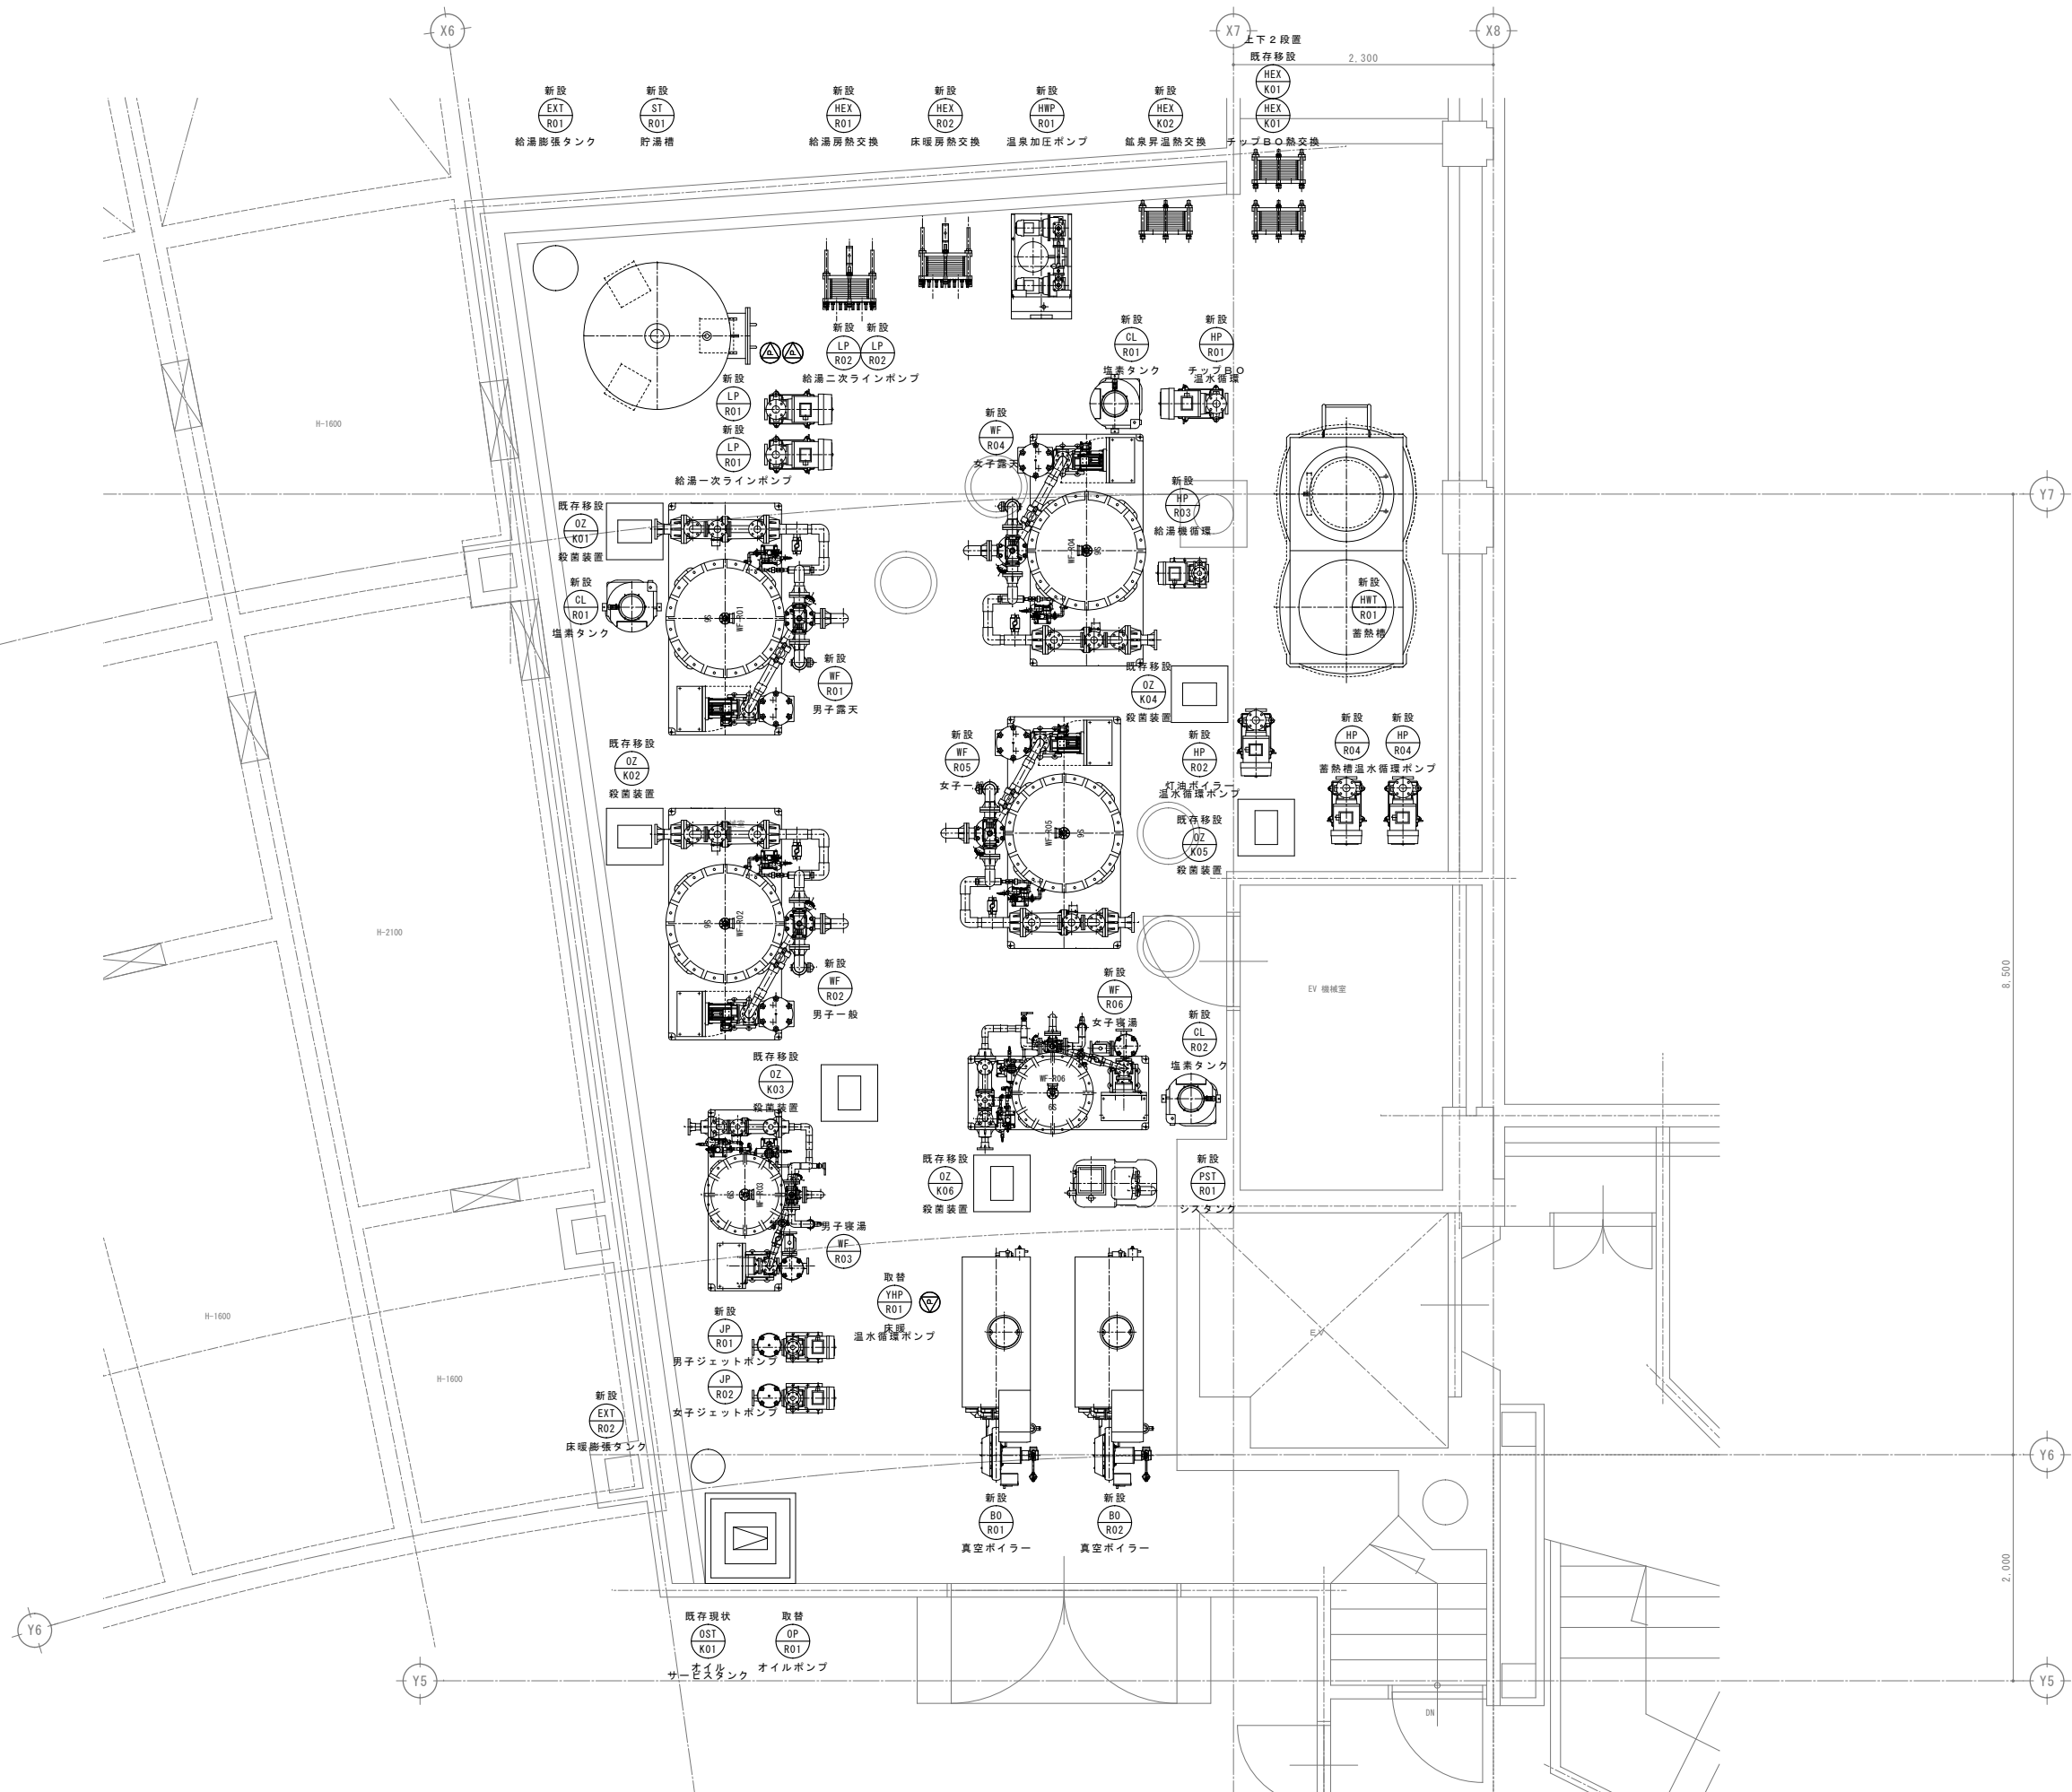 X6
X7
X8
2,300
上下２段置
既存移設
HEX
K01
HEX
K01
チップＢＯ熱交換
新設
EXT
R01
給湯膨張タンク
新設
ST
R01
貯湯槽
新設
HEX
R01
給湯房熱交換
新設
HEX
R02
床暖房熱交換
新設
HWP
R01
温泉加圧ポンプ
新設
HEX
K02
鉱泉昇温熱交換
新設
LP
R02
新設
LP
R02
給湯二次ラインポンプ
P
P
新設
LP
R01
新設
LP
R01
給湯一次ラインポンプ
新設
CL
R01
塩素タンク
新設
HP
R01
チップＢＯ
温水循環
H-1600
新設
WF
R04
女子露天
WF-R04
9S
新設
HP
R03
給湯機循環
Y7
既存移設
OZ
K01
殺菌装置
新設
CL
R01
塩素タンク
9S
WF-R01
新設
WF
R01
男子露天
新設
HWT
R01
蓄熱槽
既存移設
OZ
K04
殺菌装置
既存移設
OZ
K02
殺菌装置
新設
WF
R05
女子一般
WF-R05
9S
新設
HP
R02
灯油ボイラー
温水循環ポンプ
新設
HP
R04
新設
HP
R04
蓄熱槽温水循環ポンプ
既存移設
OZ
K05
殺菌装置
9S
WF-R02
H-2100
新設
WF
R02
男子一般
新設
WF
R06
女子寝湯
WF-R06
6S
EV 機械室
8,500
新設
CL
R02
塩素タンク
既存移設
OZ
K03
殺菌装置
6S
WF-R03
男子寝湯
WF
R03
既存移設
OZ
K06
殺菌装置
新設
PST
R01
シスタンク
取替
YHP
R01
床暖
温水循環ポンプ
P
H-1600
新設
JP
R01
男子ジェットポンプ
JP
R02
女子ジェットポンプ
EV
H-1600
新設
EXT
R02
床暖膨張タンク
Y6
新設
BO
R01
真空ボイラー
新設
BO
R02
真空ボイラー
2,000
Y6
既存現状
OST
K01
オイル
サービスタンク
取替
OP
R01
オイルポンプ
Y5
Y5
DN